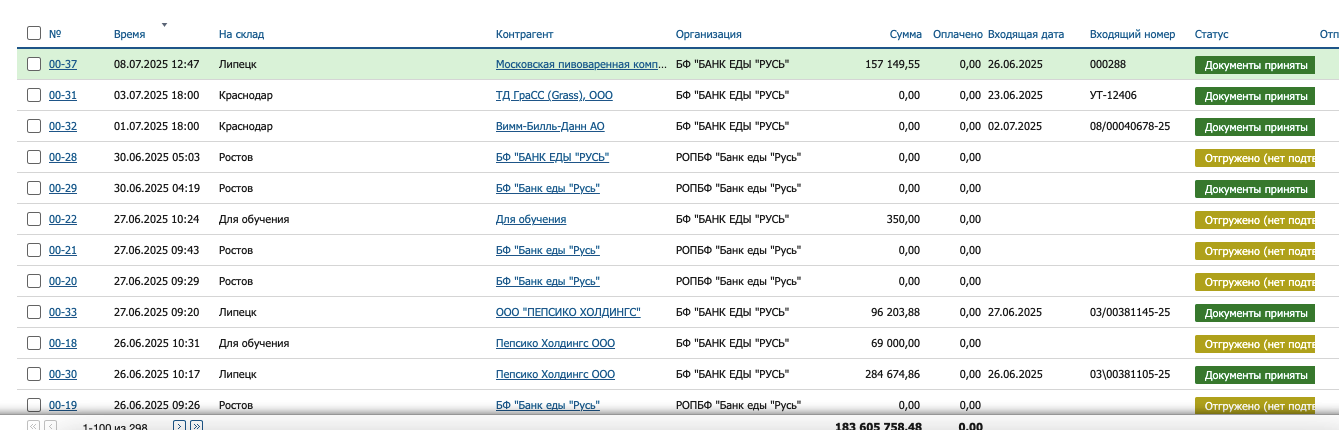 № Время На склад Контрагент Организация Сумма Оплачено Входящая дата Входящий номер Статус Отп
00-37 08.07.2025 12:47 Липецк Московская пивоваренная комп... БФ "БАНК ЕДЫ "РУСЬ" 157 149,55 0,00 26.06.2025 000288 Документы приняты
00-31 03.07.2025 18:00 Краснодар ТД ГраСС (Grass), ООО БФ "БАНК ЕДЫ "РУСЬ" 0,00 0,00 23.06.2025 УТ-12406 Документы приняты
00-32 01.07.2025 18:00 Краснодар Вимм-Билль-Данн АО БФ "БАНК ЕДЫ "РУСЬ" 0,00 0,00 02.07.2025 08/00040678-25 Документы приняты
00-28 30.06.2025 05:03 Ростов БФ "БАНК ЕДЫ "РУСЬ" РОПБФ "Банк еды "Русь" 0,00 0,00 Отгружено (нет подтв
00-29 30.06.2025 04:19 Ростов БФ "Банк еды "Русь" РОПБФ "Банк еды "Русь" 0,00 0,00 Документы приняты
00-22 27.06.2025 10:24 Для обучения Для обучения БФ "БАНК ЕДЫ "РУСЬ" 350,00 0,00 Отгружено (нет подтв
00-21 27.06.2025 09:43 Ростов БФ "Банк еды "Русь" РОПБФ "Банк еды "Русь" 0,00 0,00 Отгружено (нет подтв
00-20 27.06.2025 09:29 Ростов БФ "Банк еды "Русь" РОПБФ "Банк еды "Русь" 0,00 0,00 Отгружено (нет подтв
00-33 27.06.2025 09:20 Липецк ООО "ПЕПСИКО ХОЛДИНГС" БФ "БАНК ЕДЫ "РУСЬ" 96 203,88 0,00 27.06.2025 03/00381145-25 Документы приняты
00-18 26.06.2025 10:31 Для обучения Пепсико Холдингс ООО БФ "БАНК ЕДЫ "РУСЬ" 69 000,00 0,00 Отгружено (нет подтв
00-30 26.06.2025 10:17 Липецк Пепсико Холдингс ООО БФ "БАНК ЕДЫ "РУСЬ" 284 674,86 0,00 26.06.2025 03\00381105-25 Документы приняты
00-19 26.06.2025 09:26 Ростов БФ "Банк еды "Русь" РОПБФ "Банк еды "Русь" 0,00 0,00 Отгружено (нет подтв
1-100 из 298 183 605 758,48 0,00